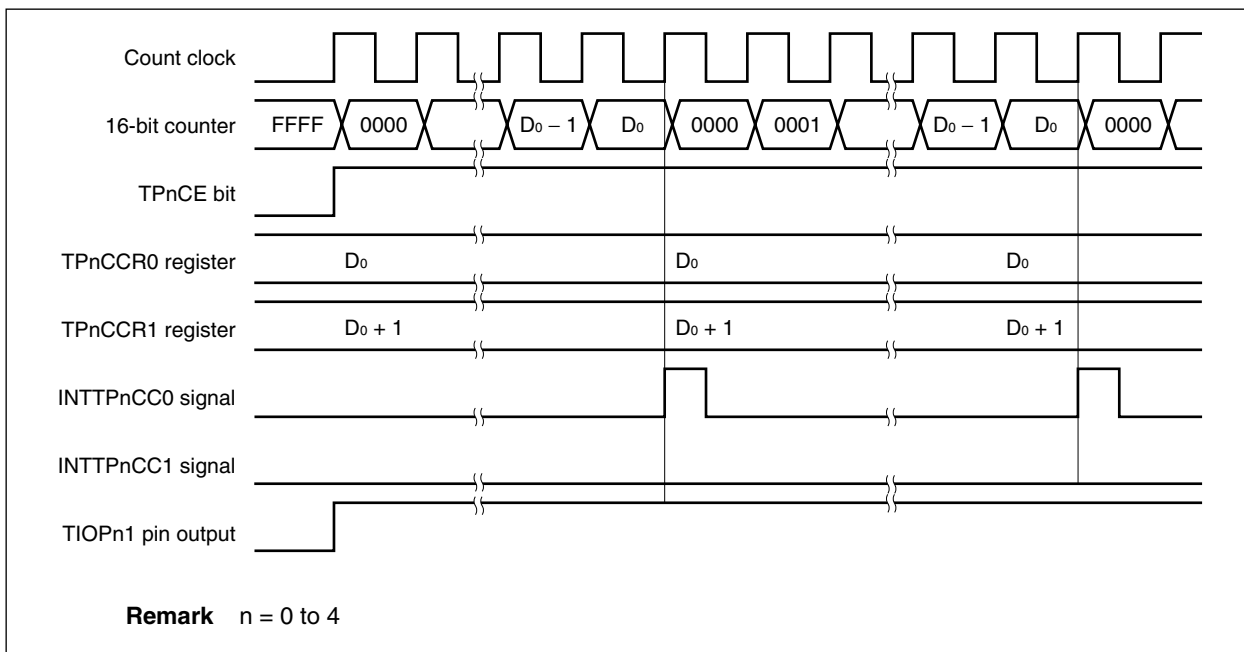 Count clock
16-bit counter FFFF 0000 D₀ − 1 D₀ 0000 0001 D₀ − 1 D₀ 0000
TPnCE bit
TPnCCR0 register D₀ D₀ D₀
TPnCCR1 register D₀ + 1 D₀ + 1 D₀ + 1
INTTPnCC0 signal
INTTPnCC1 signal
TIOPn1 pin output
Remark n = 0 to 4